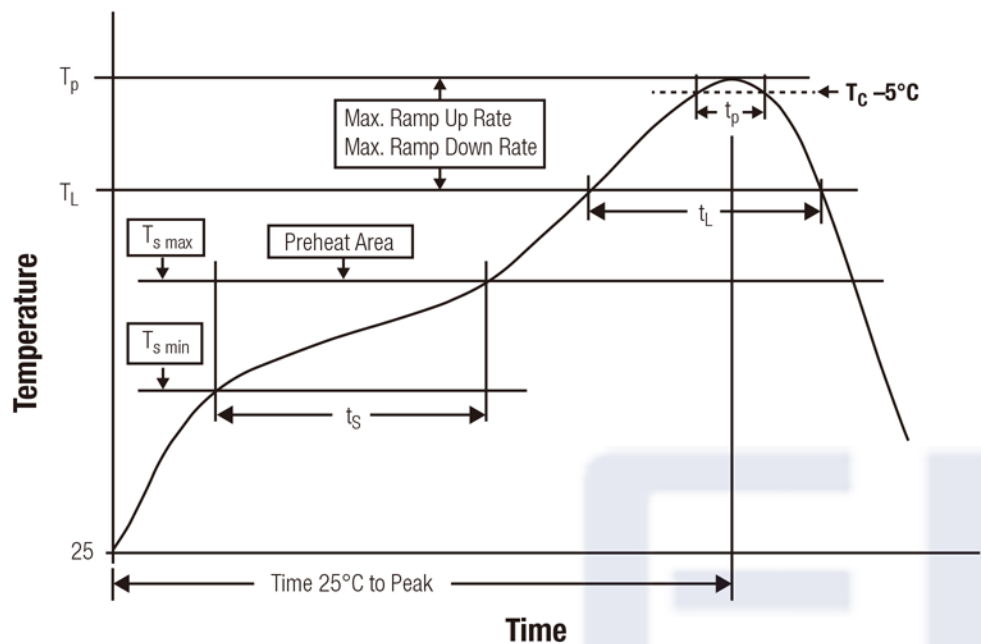 Tp
Tc –5°C
Max. Ramp Up Rate
Max. Ramp Down Rate
tp
TL
tL
Ts max
Preheat Area
Ts min
tS
Temperature
25
Time 25°C to Peak
Time